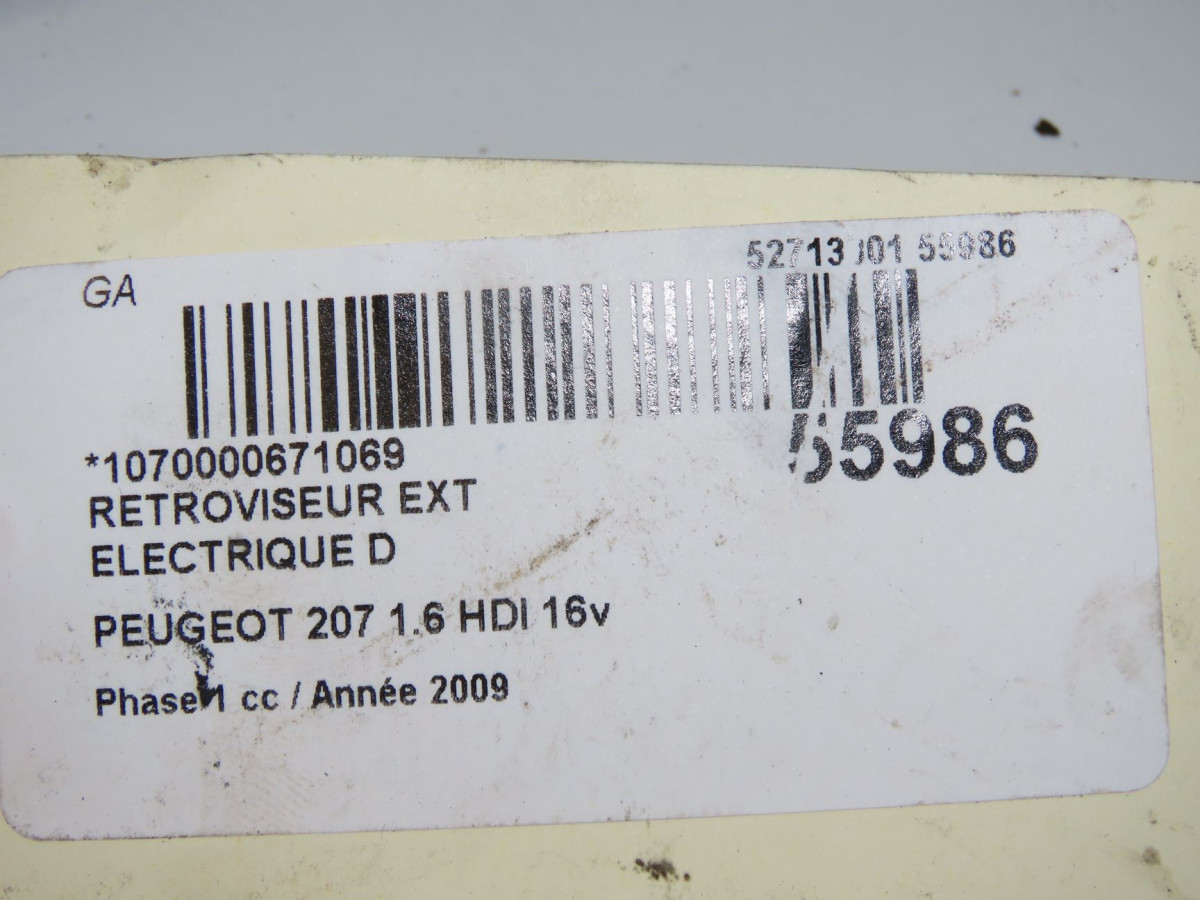 GA
52713 55986
55986
*1070000671069
RETROVISEUR EXT
ELECTRIQUE D
PEUGEOT 207 1.6 HDI 16v
Phase 1 cc / Année 2009